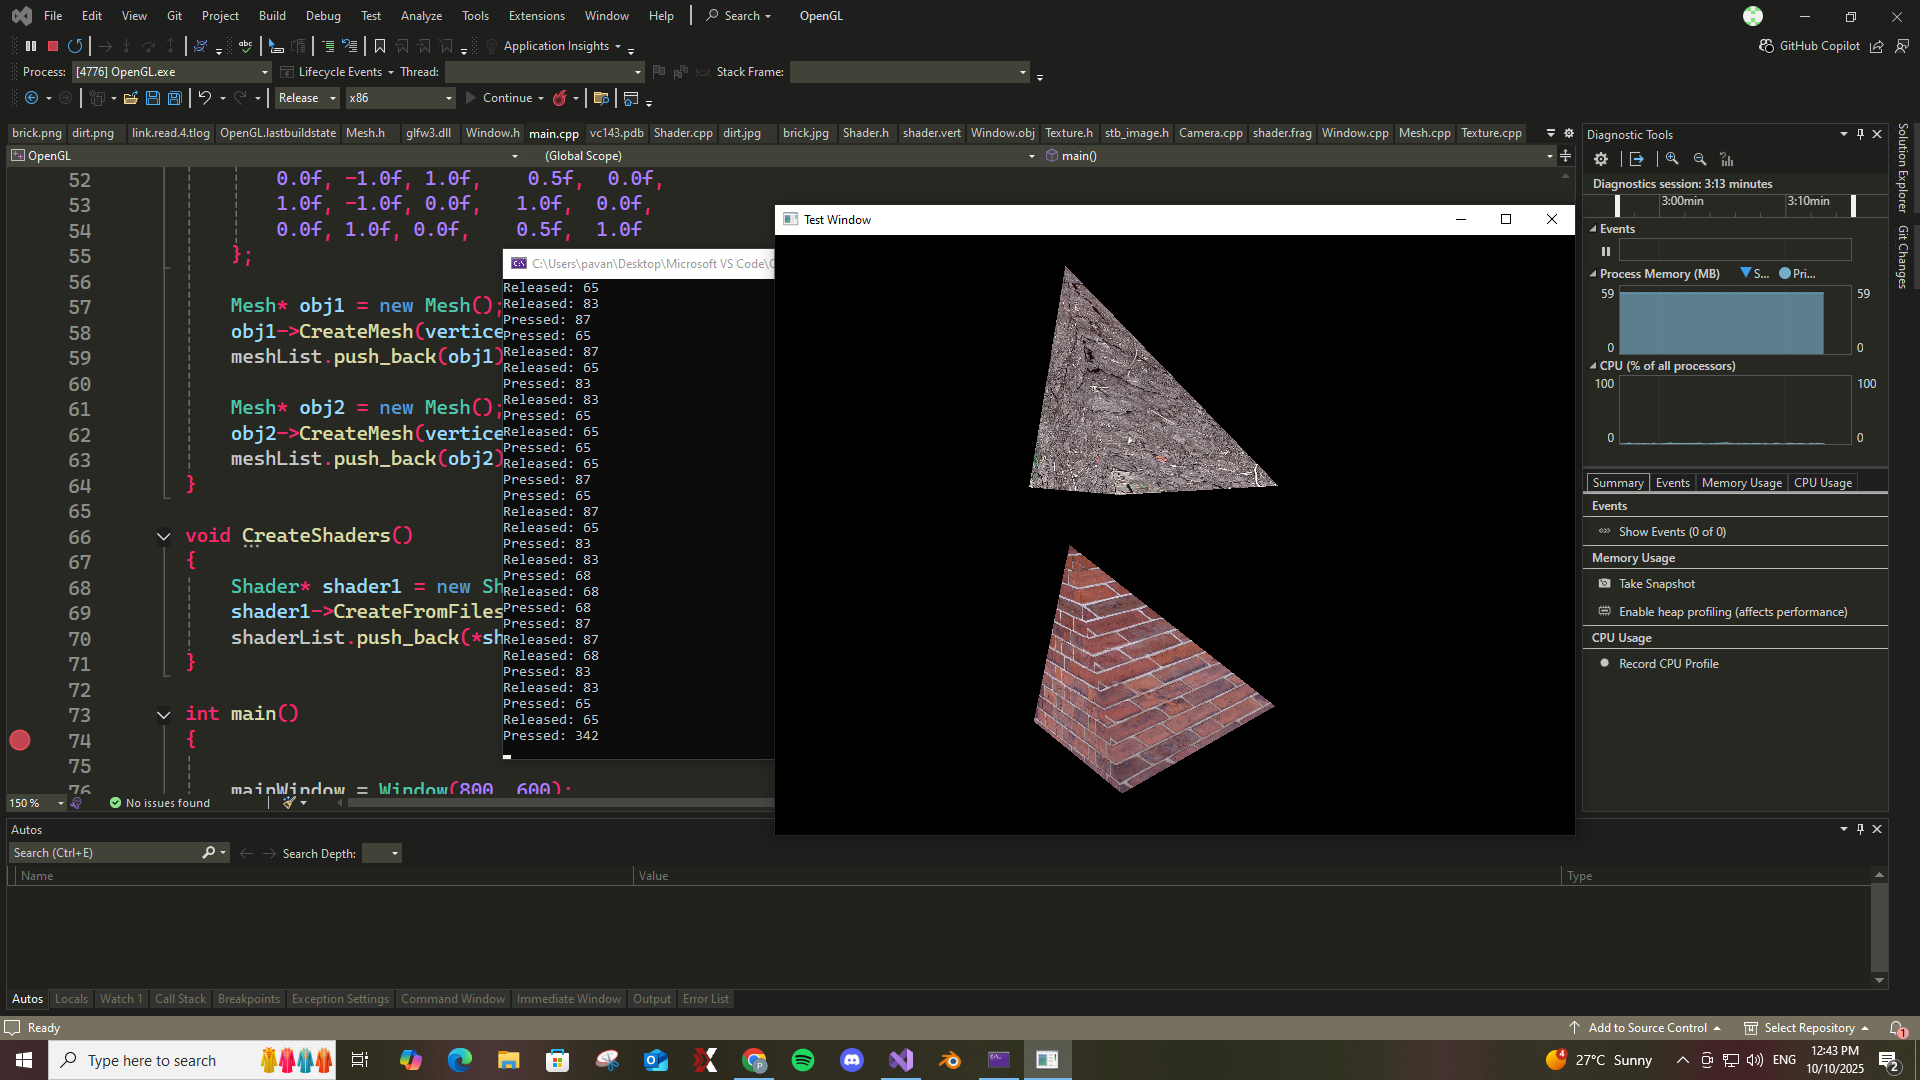 File Edit View Git Project Build Debug Test Analyze Tools Extensions Window Help Search OpenGL
Application Insights GitHub Copilot
Process: [4776] OpenGL.exe Lifecycle Events Thread: Stack Frame:
Release x86 Continue
brick.png dirt.png link.read.4.tlog OpenGL.lastbuildstate Mesh.h glfw3.dll Window.h main.cpp vc143.pdb Shader.cpp dirt.jpg brick.jpg Shader.h shader.vert Window.obj Texture.h stb_image.h Camera.cpp shader.frag Window.cpp Mesh.cpp Texture.cpp
OpenGL (Global Scope) main()
52 0.0f, -1.0f, 1.0f, 0.5f, 0.0f,
53 1.0f, -1.0f, 0.0f, 1.0f, 0.0f,
54 0.0f, 1.0f, 0.0f, 0.5f, 1.0f
55 };
56
57 Mesh* obj1 = new Mesh();
58 obj1->CreateMesh(vertice
59 meshList.push_back(obj1)
60
61 Mesh* obj2 = new Mesh();
62 obj2->CreateMesh(vertice
63 meshList.push_back(obj2)
64 }
65
66 void CreateShaders()
67 {
68 Shader* shader1 = new Sh
69 shader1->CreateFromFiles
70 shaderList.push_back(*sh
71 }
72
73 int main()
74 {
75
76 mainWindow = Window(800, 600);
150 % No issues found
C:\Users\pavan\Desktop\Microsoft VS Code\C
Released: 65
Released: 83
Pressed: 87
Pressed: 65
Released: 87
Released: 65
Pressed: 83
Released: 83
Pressed: 65
Released: 65
Pressed: 65
Released: 65
Pressed: 87
Pressed: 65
Released: 87
Released: 65
Pressed: 83
Released: 83
Pressed: 68
Released: 68
Pressed: 68
Pressed: 87
Released: 87
Released: 68
Pressed: 83
Released: 83
Pressed: 65
Released: 65
Pressed: 342
Test Window
Diagnostic Tools
Diagnostics session: 3:13 minutes
3:00min 3:10min
Events
Process Memory (MB) S... Pri...
59 59
0 0
CPU (% of all processors)
100 100
0 0
Summary Events Memory Usage CPU Usage
Events
Show Events (0 of 0)
Memory Usage
Take Snapshot
Enable heap profiling (affects performance)
CPU Usage
Record CPU Profile
Solution Explorer
Git Changes
Autos
Search (Ctrl+E) Search Depth:
Name Value Type
Autos Locals Watch 1 Call Stack Breakpoints Exception Settings Command Window Immediate Window Output Error List
Ready Add to Source Control Select Repository 1
Type here to search 4 27°C Sunny ENG 12:43 PM
10/10/2025 2